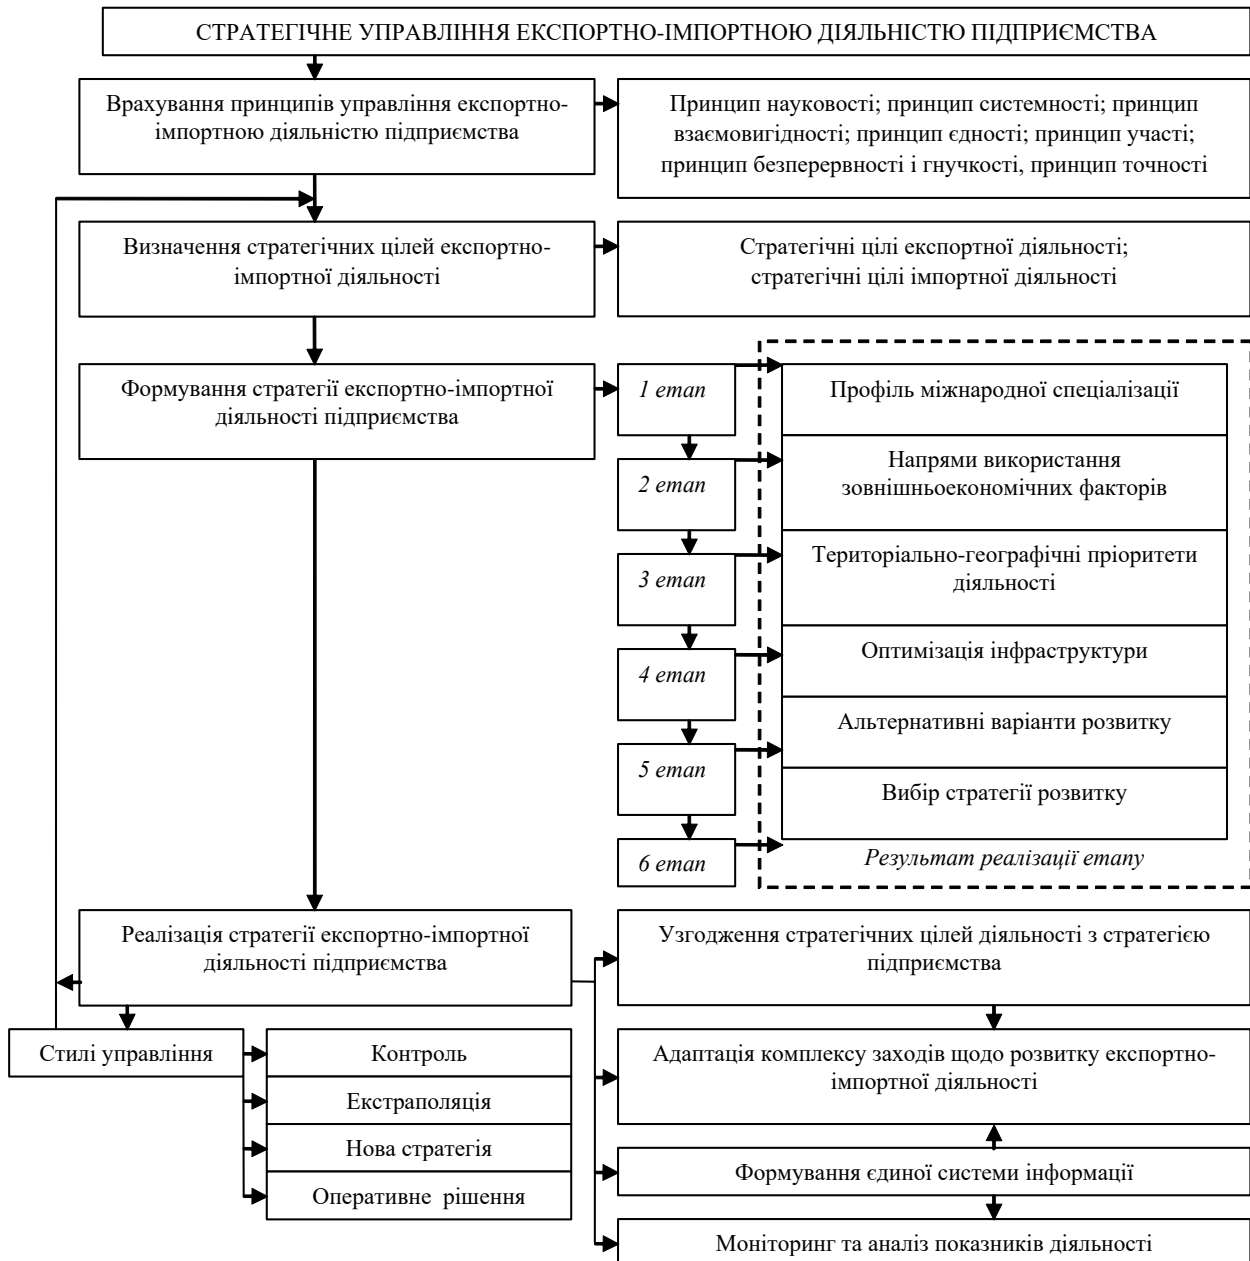 СТРАТЕГІЧНЕ УПРАВЛІННЯ ЕКСПОРТНО-ІМПОРТНОЮ ДІЯЛЬНІСТЮ ПІДПРИЄМСТВА
Врахування принципів управління експортно-
імпортною діяльністю підприємства
Принцип науковості; принцип системності; принцип
взаємовигідності; принцип єдності; принцип участі;
принцип безперервності і гнучкості, принцип точності
Визначення стратегічних цілей експортно-
імпортної діяльності
Стратегічні цілі експортної діяльності;
стратегічні цілі імпортної діяльності
Формування стратегії експортно-імпортної
діяльності підприємства
1 етап
Профіль міжнародної спеціалізації
2 етап
Напрями використання
зовнішньоекономічних факторів
3 етап
Територіально-географічні пріоритети
діяльності
4 етап
Оптимізація інфраструктури
Альтернативні варіанти розвитку
5 етап
Вибір стратегії розвитку
6 етап
Результат реалізації етапу
Реалізація стратегії експортно-імпортної
діяльності підприємства
Узгодження стратегічних цілей діяльності з стратегією
підприємства
Стилі управління
Контроль
Екстраполяція
Нова стратегія
Оперативне рішення
Адаптація комплексу заходів щодо розвитку експортно-
імпортної діяльності
Формування єдиної системи інформації
Моніторинг та аналіз показників діяльності